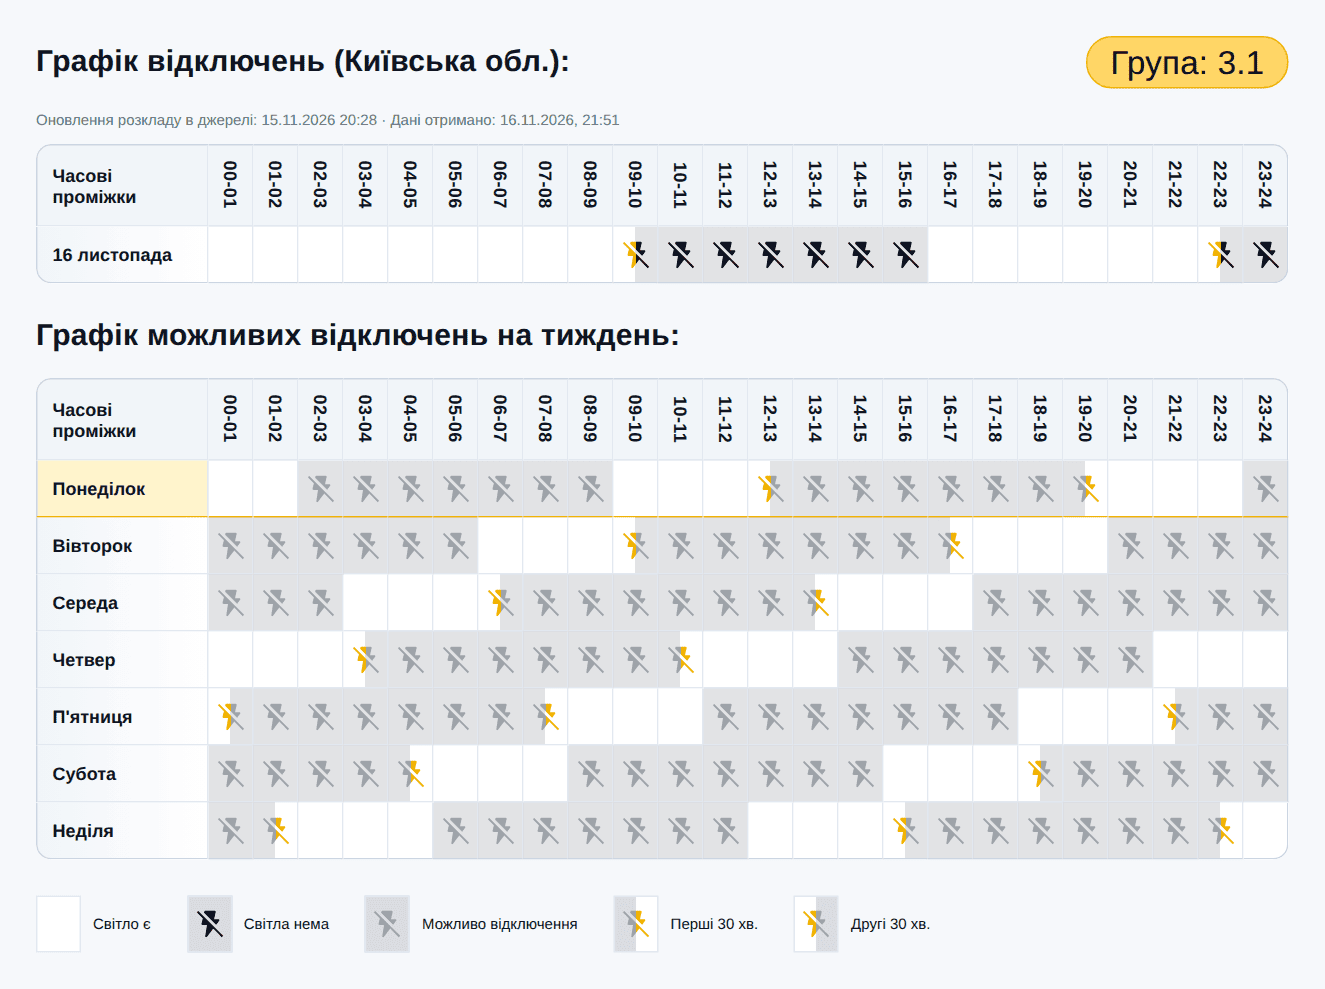 Графік відключень (Київська обл.):
Група: 3.1
Оновлення розкладу в джерелі: 15.11.2026 20:28 · Дані отримано: 16.11.2026, 21:51
Часові проміжки 00-01 01-02 02-03 03-04 04-05 05-06 06-07 07-08 08-09 09-10 10-11 11-12 12-13 13-14 14-15 15-16 16-17 17-18 18-19 19-20 20-21 21-22 22-23 23-24
16 листопада
Графік можливих відключень на тиждень:
Часові проміжки 00-01 01-02 02-03 03-04 04-05 05-06 06-07 07-08 08-09 09-10 10-11 11-12 12-13 13-14 14-15 15-16 16-17 17-18 18-19 19-20 20-21 21-22 22-23 23-24
Понеділок
Вівторок
Середа
Четвер
П'ятниця
Субота
Неділя
Світло є Світла нема Можливо відключення Перші 30 хв. Другі 30 хв.